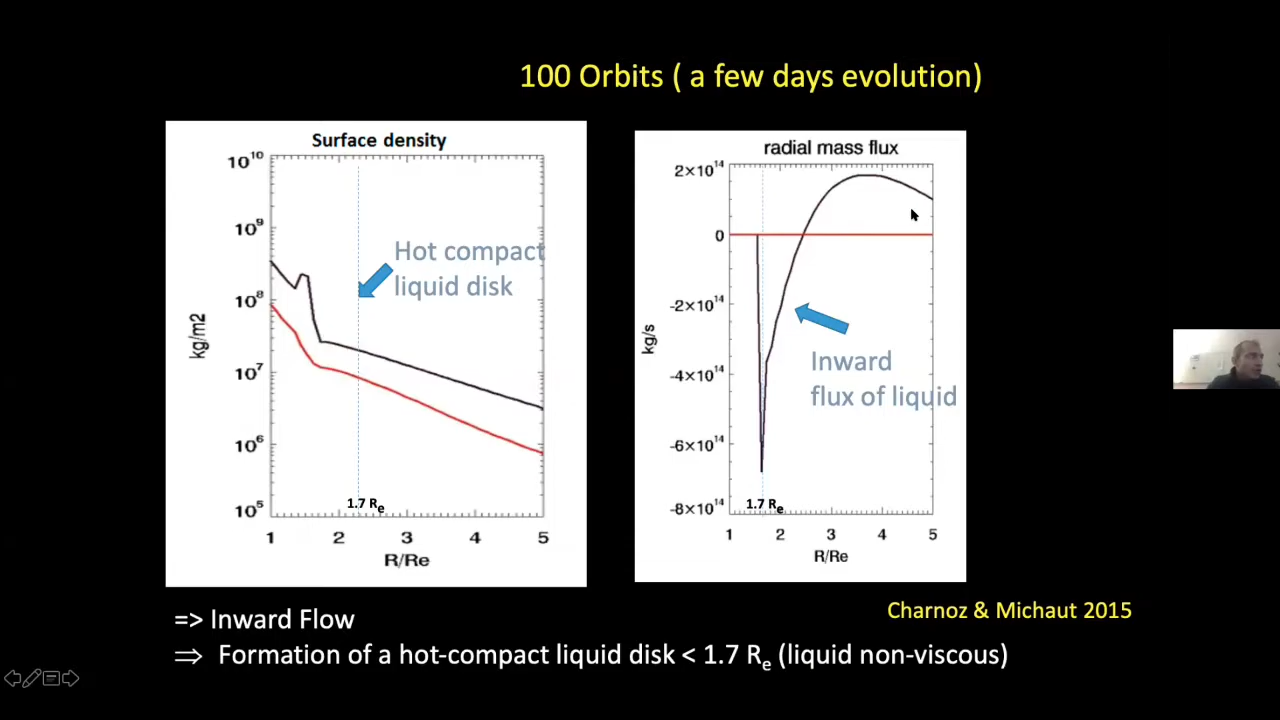 100 Orbits ( a few days evolution)
Surface density
10^10
10^9
10^8
10^7
10^6
10^5
kg/m2
Hot compact
liquid disk
1.7 Re
1 2 3 4 5
R/Re
radial mass flux
2×10^14
0
-2×10^14
-4×10^14
-6×10^14
-8×10^14
kg/s
Inward
flux of liquid
1.7 Re
1 2 3 4 5
R/Re
=> Inward Flow
Charnoz & Michaut 2015
⇒ Formation of a hot-compact liquid disk < 1.7 Re (liquid non-viscous)